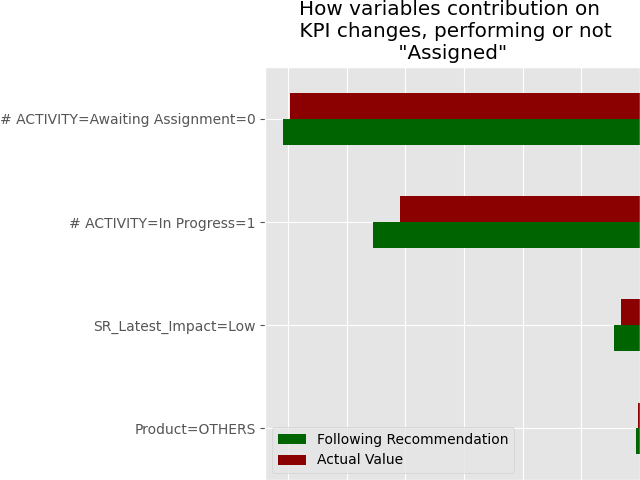 How variables contribution on
KPI changes, performing or not
"Assigned"
# ACTIVITY=Awaiting Assignment=0
# ACTIVITY=In Progress=1
SR_Latest_Impact=Low
Product=OTHERS
Following Recommendation
Actual Value